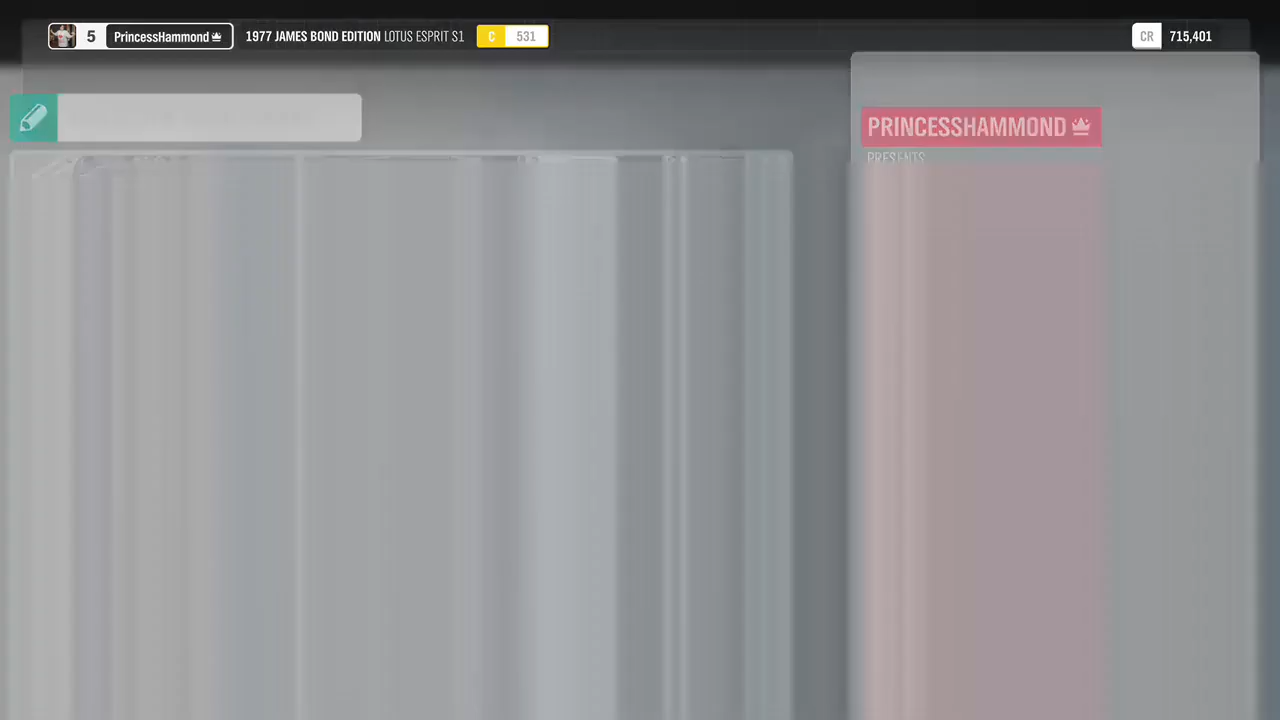 5 PrincessHammond 1977 JAMES BOND EDITION LOTUS ESPRIT S1 C 531 CR 715,401
PRINCESSHAMMOND
PRESENTS